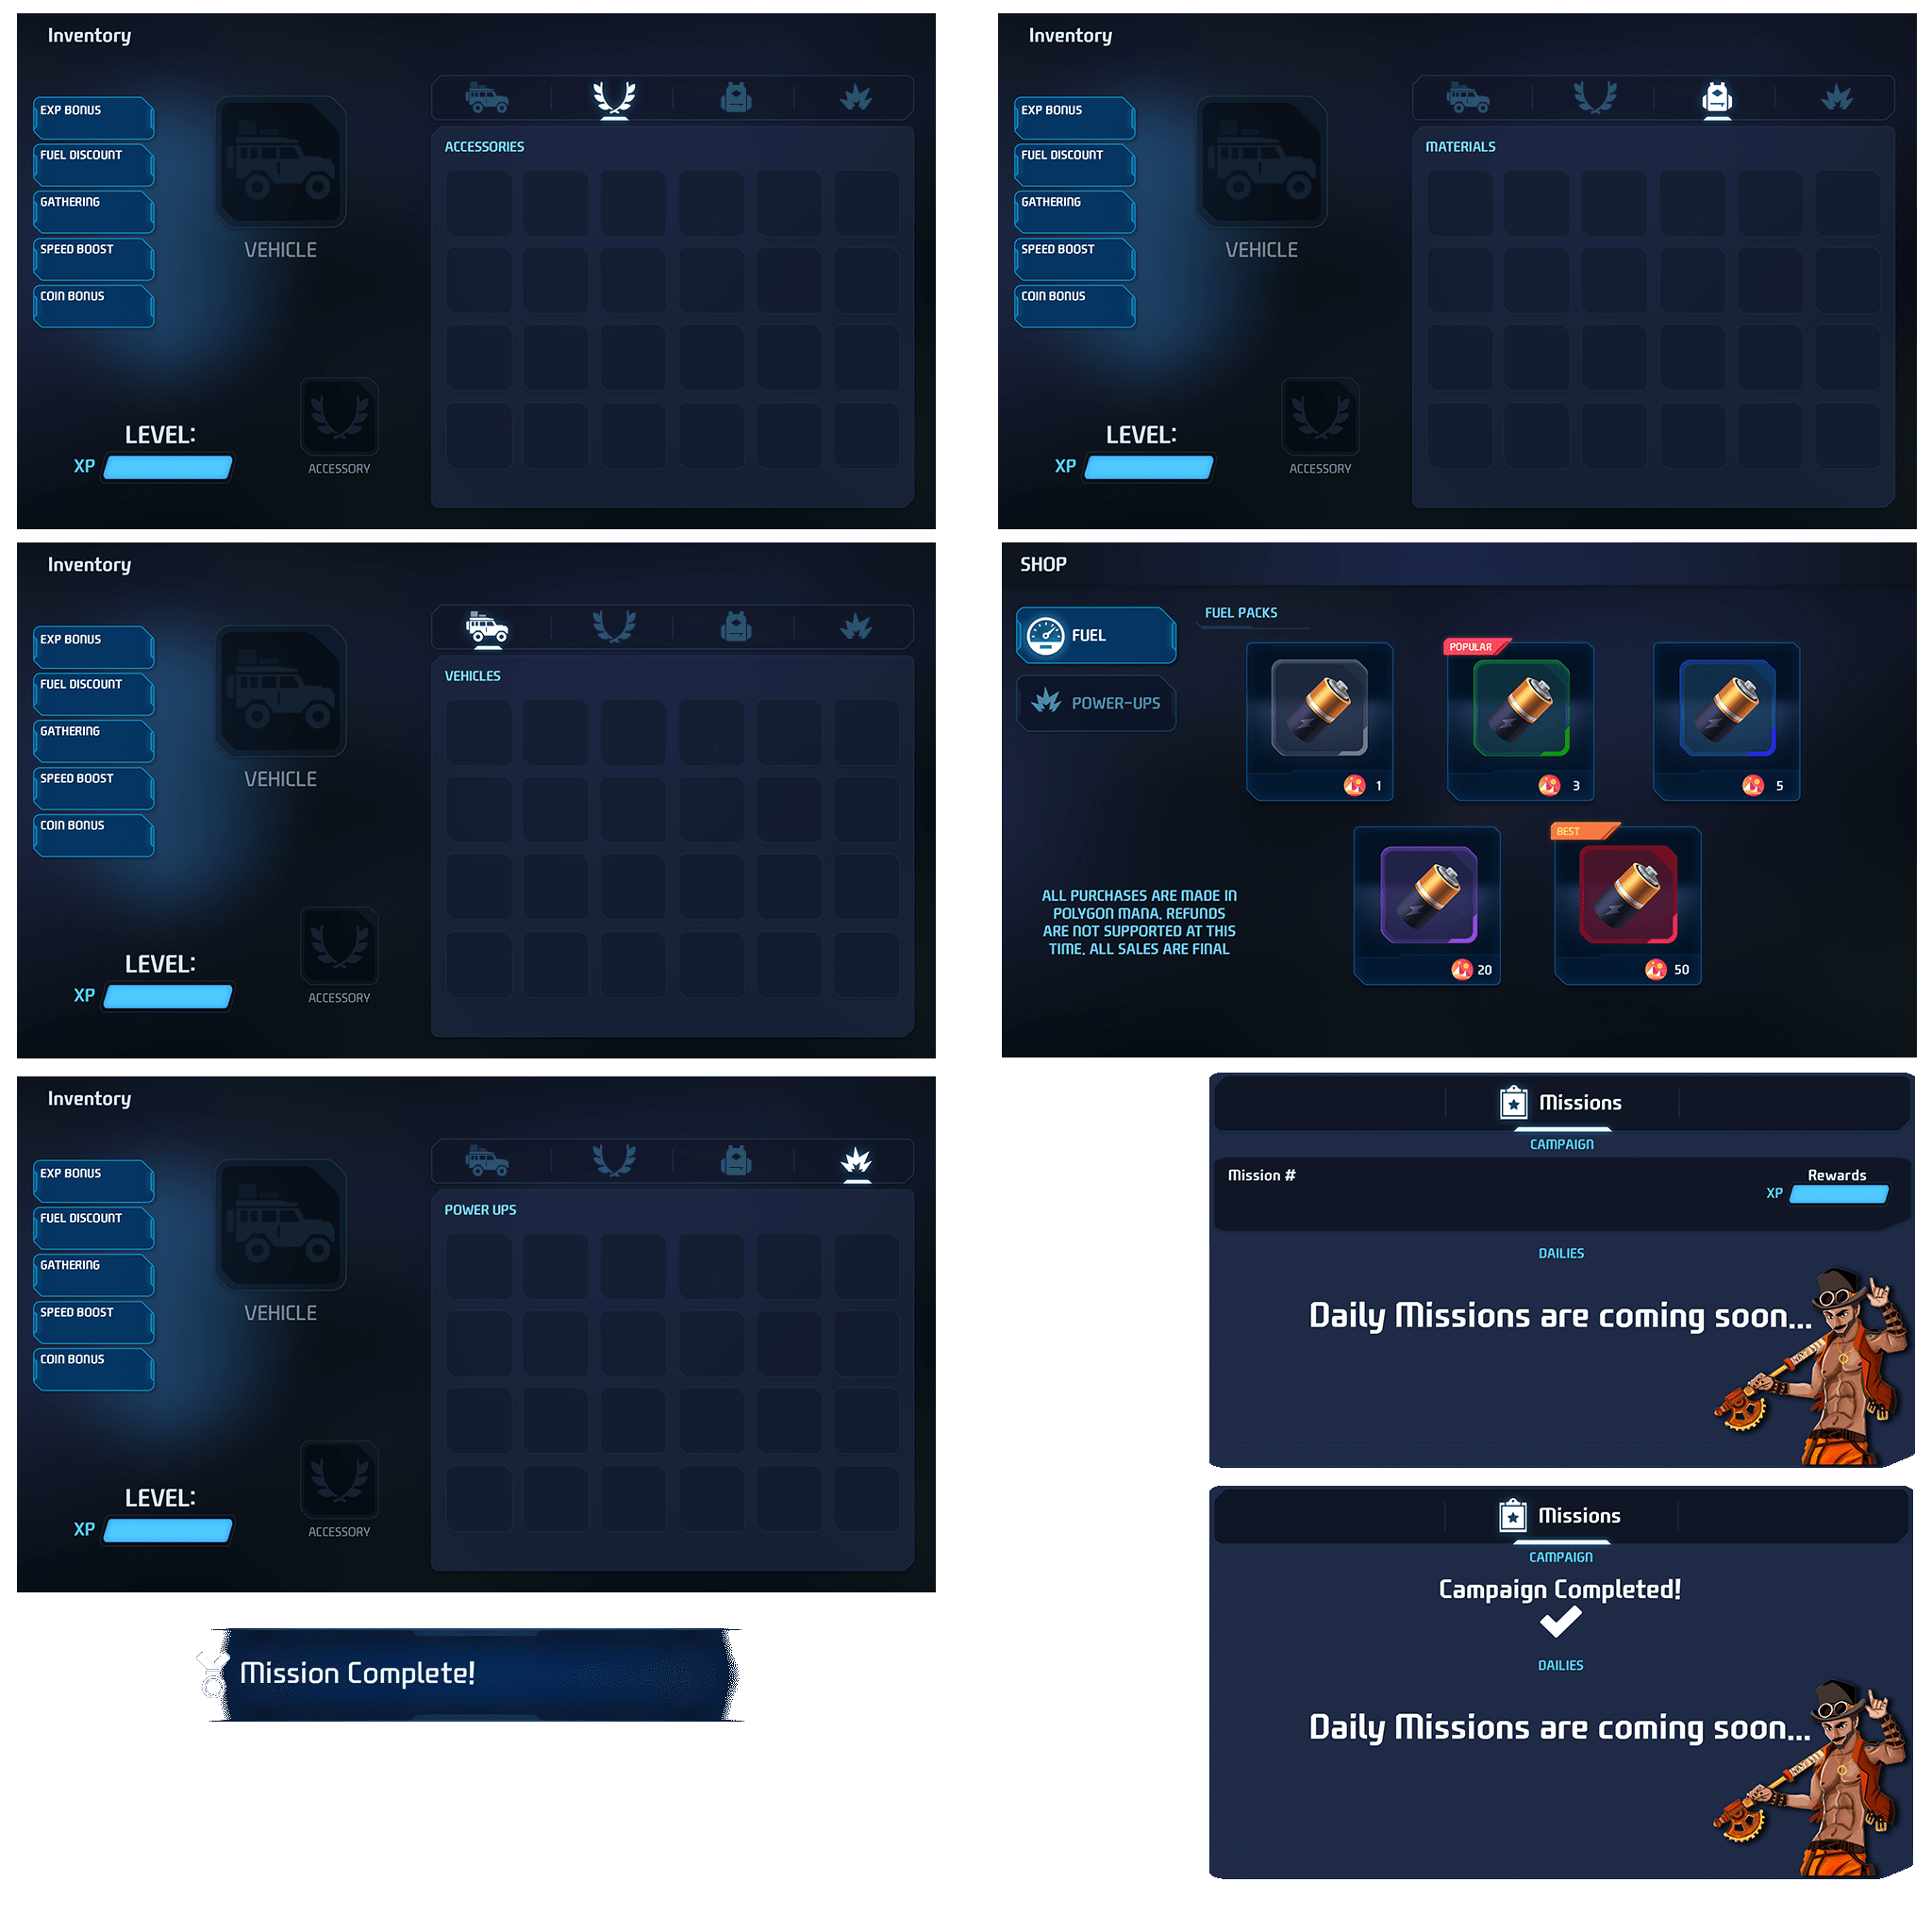 Inventory
EXP BONUS
FUEL DISCOUNT
GATHERING
SPEED BOOST
COIN BONUS
VEHICLE
LEVEL:
XP
ACCESSORY
ACCESSORIES
Inventory
EXP BONUS
FUEL DISCOUNT
GATHERING
SPEED BOOST
COIN BONUS
VEHICLE
LEVEL:
XP
ACCESSORY
MATERIALS
Inventory
EXP BONUS
FUEL DISCOUNT
GATHERING
SPEED BOOST
COIN BONUS
VEHICLE
LEVEL:
XP
ACCESSORY
VEHICLES
SHOP
FUEL
POWER-UPS
FUEL PACKS
1
POPULAR
3
5
20
BEST
50
ALL PURCHASES ARE MADE IN
POLYGON MANA. REFUNDS
ARE NOT SUPPORTED AT THIS
TIME. ALL SALES ARE FINAL
Inventory
EXP BONUS
FUEL DISCOUNT
GATHERING
SPEED BOOST
COIN BONUS
VEHICLE
LEVEL:
XP
ACCESSORY
POWER UPS
Missions
CAMPAIGN
Mission #
Rewards
XP
DAILIES
Daily Missions are coming soon...
Mission Complete!
Missions
CAMPAIGN
Campaign Completed!
DAILIES
Daily Missions are coming soon...